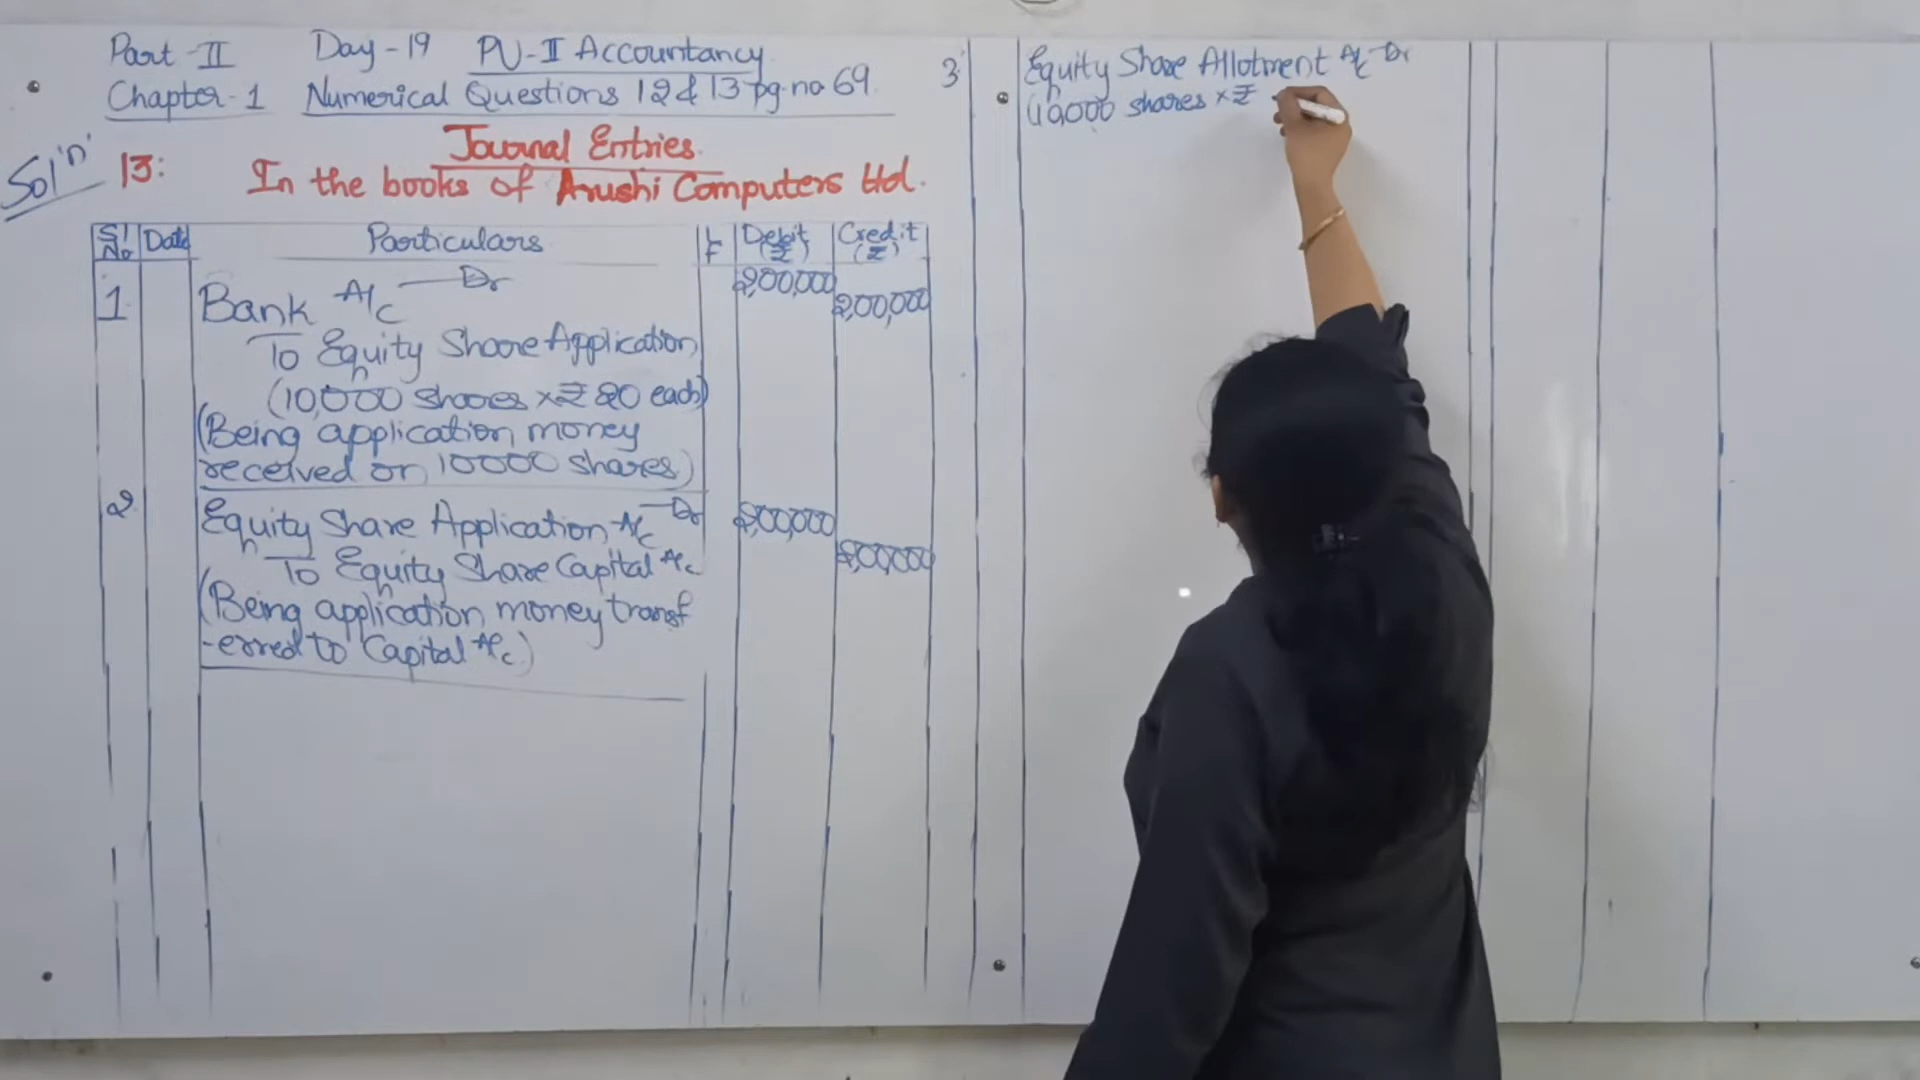 Part-II Day-19 PU-II Accountancy
Chapter-1 Numerical Questions 12 & 13 pg.no 69.
Journal Entries.
Sol'n' 13: In the books of Arushi Computers Ltd.
Sl No Date Particulars LF Debit (₹) Credit (₹)
1 Bank A/c Dr 2,00,000
2,00,000
To Equity Share Application
(10,000 shares ×₹ 20 each)
(Being application money
received on 10000 shares)
2 Equity Share Application A/c Dr 2,00,000
To Equity Share Capital A/c 2,00,000
(Being application money transf
-erred to Capital A/c)
3 Equity Share Allotment A/c Dr
(10,000 shares ×₹